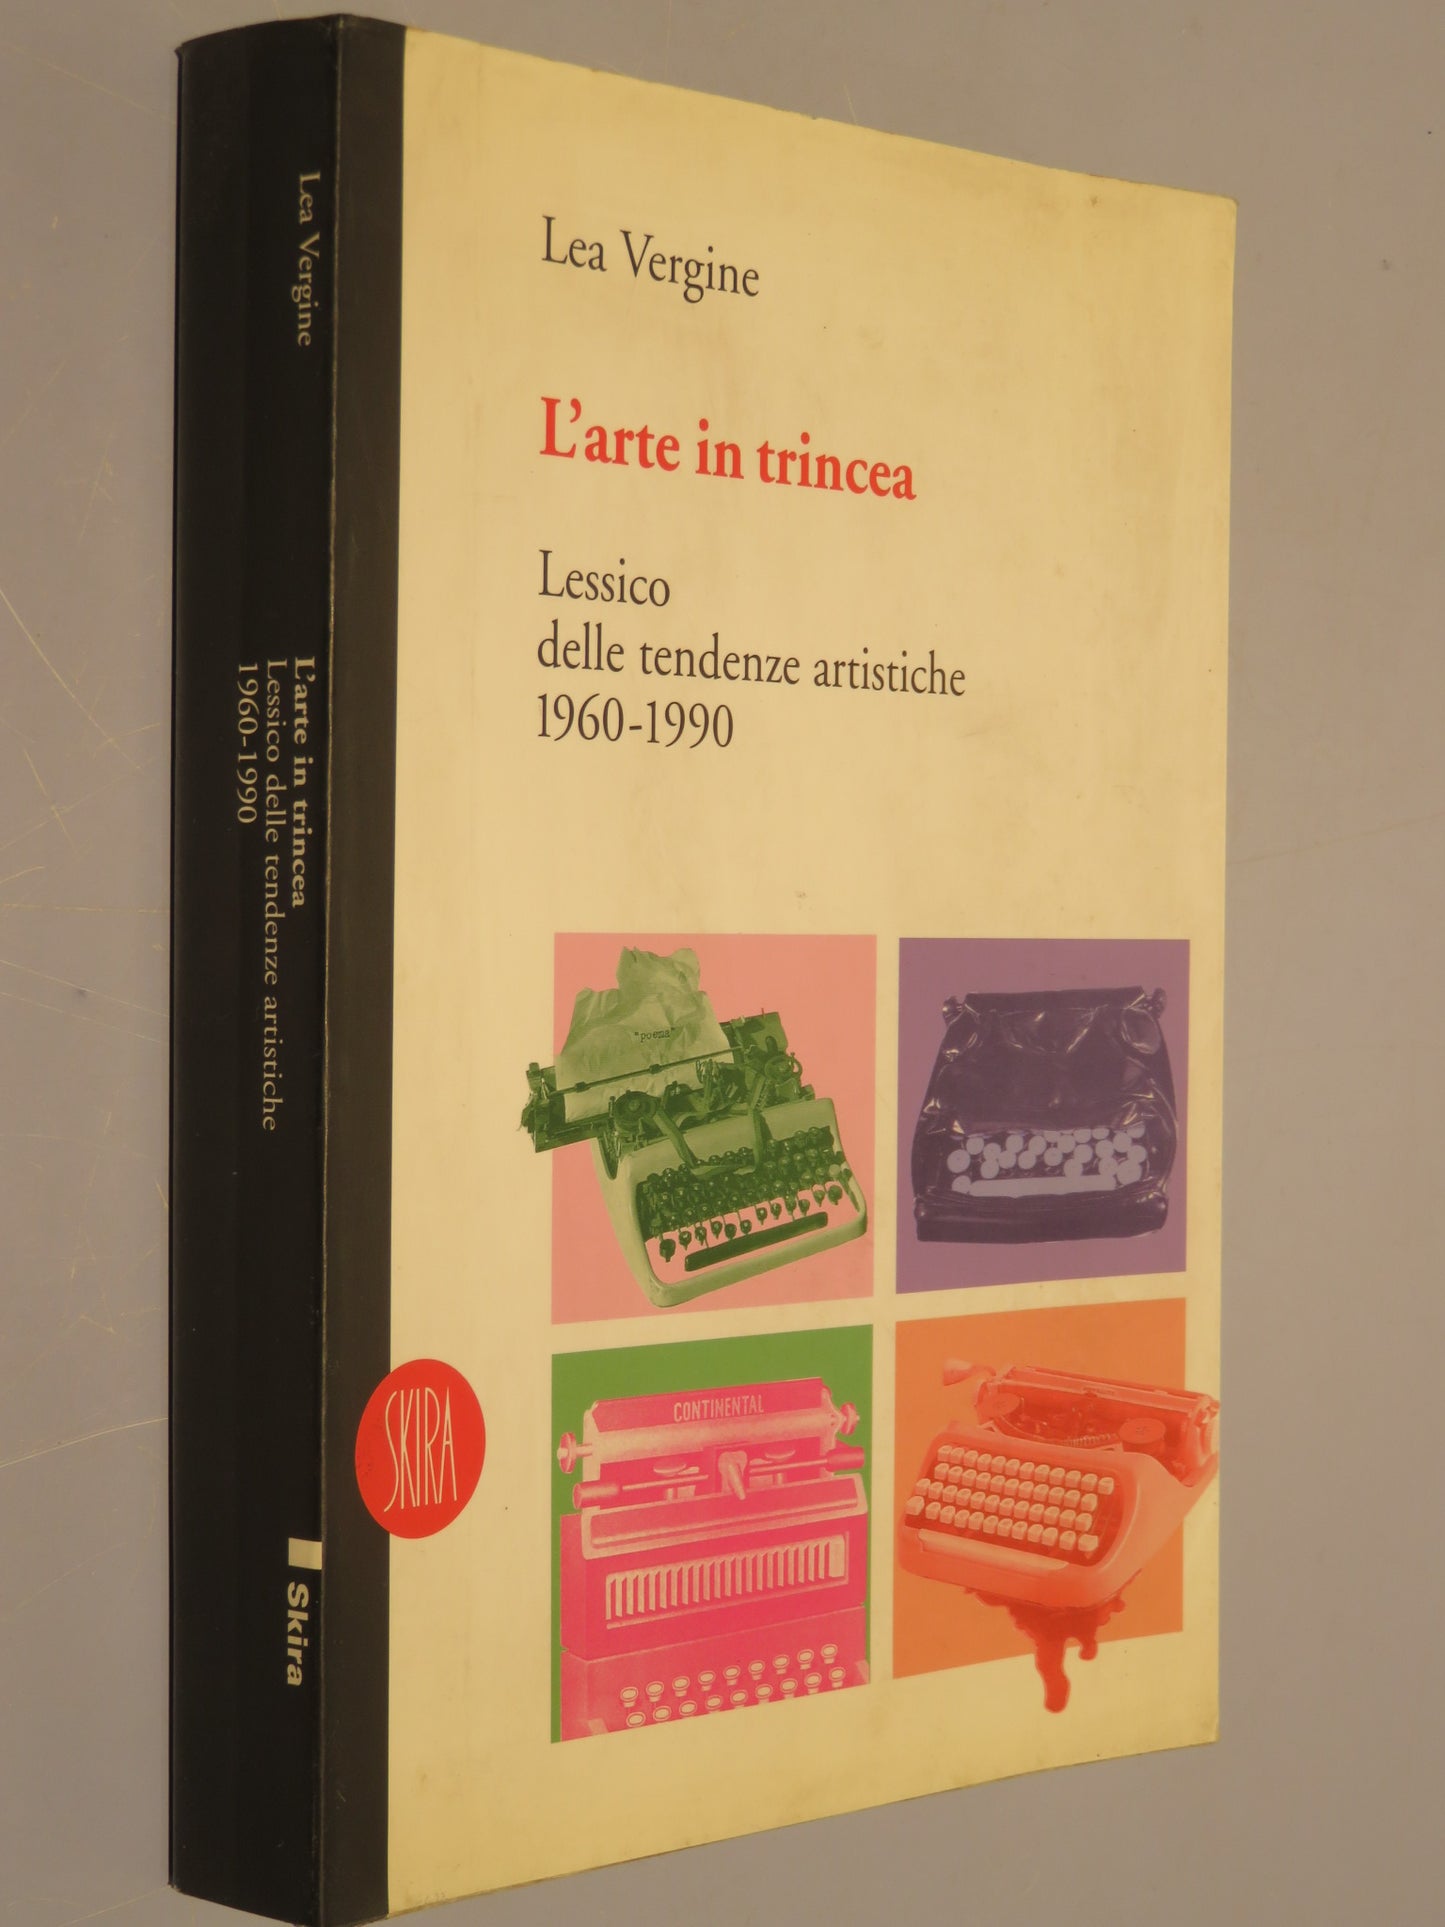 Lea Vergine
L'arte in trincea
Lessico delle tendenze artistiche
1960-1990
Skira
Lea Vergine
L'arte in trincea
Lessico
delle tendenze artistiche
1960-1990
"poema"
CONTINENTAL
SKIRA